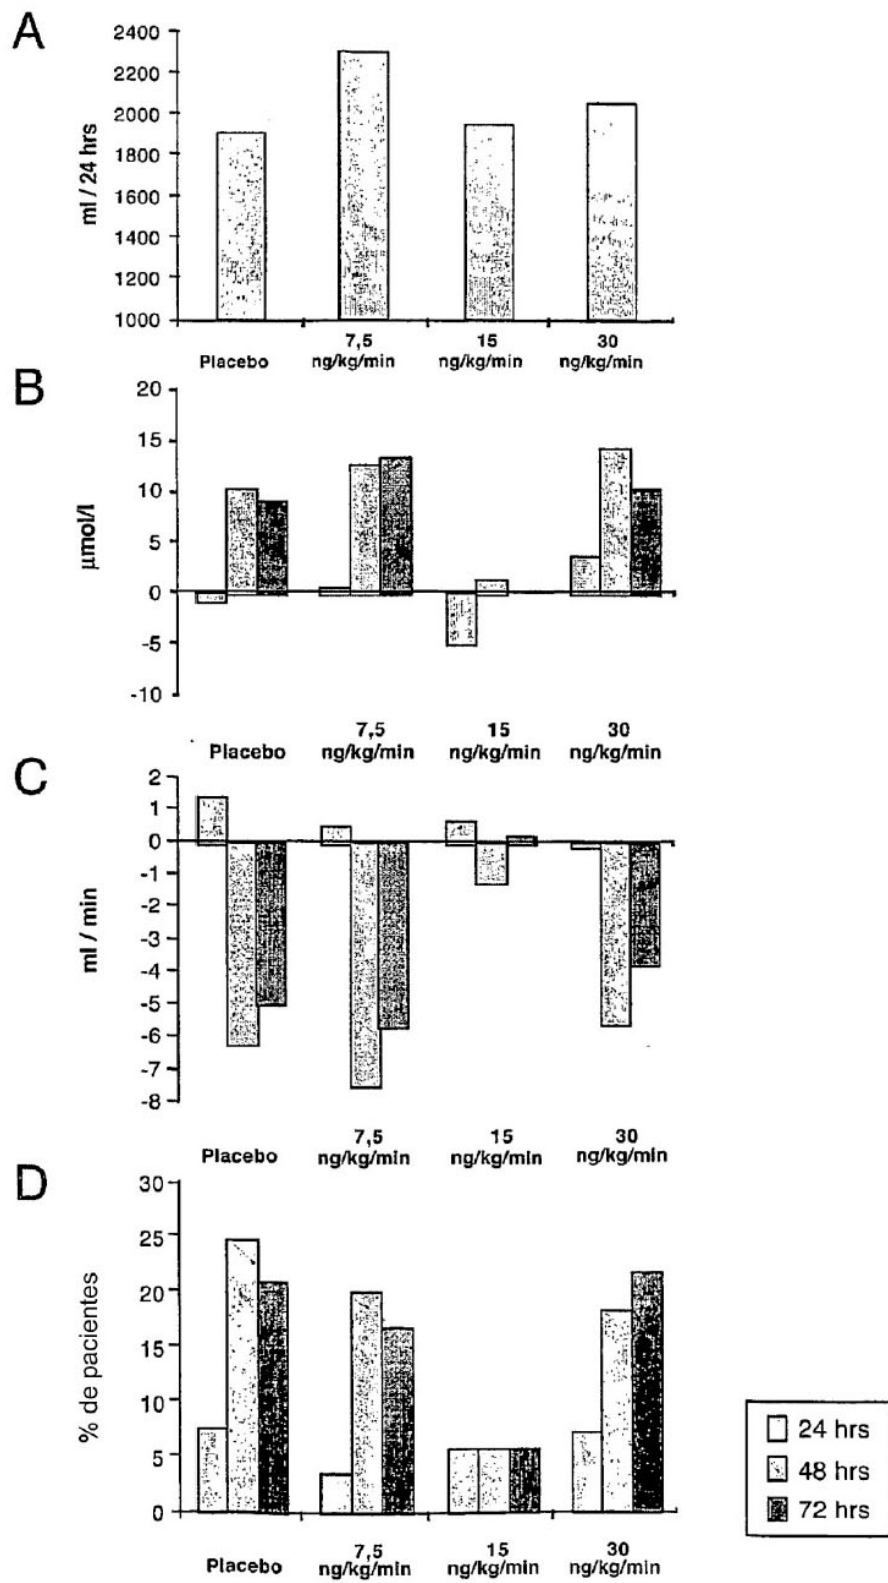 A
2400
2200
2000
1800
1600
1400
1200
1000
ml / 24 hrs
Placebo
7,5
ng/kg/min
15
ng/kg/min
30
ng/kg/min
B
20
15
10
5
0
-5
-10
µmol/l
Placebo
7,5
ng/kg/min
15
ng/kg/min
30
ng/kg/min
C
2
1
0
-1
-2
-3
-4
-5
-6
-7
-8
ml / min
Placebo
7,5
ng/kg/min
15
ng/kg/min
30
ng/kg/min
D
30
25
20
15
10
5
0
% de pacientes
Placebo
7,5
ng/kg/min
15
ng/kg/min
30
ng/kg/min
24 hrs
48 hrs
72 hrs